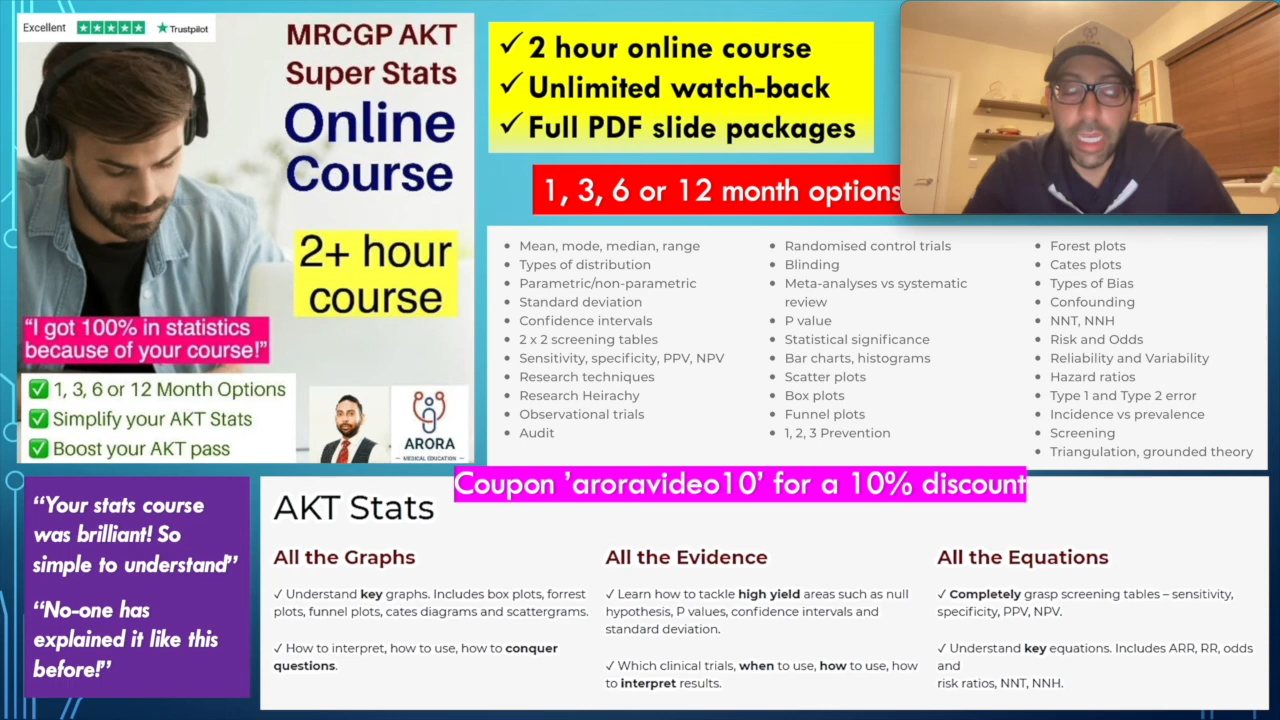 Excellent
Trustpilot
MRCGP AKT
Super Stats
Online
Course
2+ hour
course
"I got 100% in statistics
because of your course!"
1, 3, 6 or 12 Month Options
Simplify your AKT Stats
Boost your AKT pass
ARORA
MEDICAL EDUCATION
✓ 2 hour online course
✓ Unlimited watch-back
✓ Full PDF slide packages
1, 3, 6 or 12 month options
ARORA
• Mean, mode, median, range
• Types of distribution
• Parametric/non-parametric
• Standard deviation
• Confidence intervals
• 2 x 2 screening tables
• Sensitivity, specificity, PPV, NPV
• Research techniques
• Research Heirachy
• Observational trials
• Audit
• Randomised control trials
• Blinding
• Meta-analyses vs systematic
review
• P value
• Statistical significance
• Bar charts, histograms
• Scatter plots
• Box plots
• Funnel plots
• 1, 2, 3 Prevention
• Forest plots
• Cates plots
• Types of Bias
• Confounding
• NNT, NNH
• Risk and Odds
• Reliability and Variability
• Hazard ratios
• Type 1 and Type 2 error
• Incidence vs prevalence
• Screening
• Triangulation, grounded theory
Coupon 'aroravideo10' for a 10% discount
"Your stats course
was brilliant! So
simple to understand"
"No-one has
explained it like this
before!"
AKT Stats
All the Graphs
✓ Understand key graphs. Includes box plots, forrest
plots, funnel plots, cates diagrams and scattergrams.
✓ How to interpret, how to use, how to conquer
questions.
All the Evidence
✓ Learn how to tackle high yield areas such as null
hypothesis, P values, confidence intervals and
standard deviation.
✓ Which clinical trials, when to use, how to use, how
to interpret results.
All the Equations
✓ Completely grasp screening tables – sensitivity,
specificity, PPV, NPV.
✓ Understand key equations. Includes ARR, RR, odds
and
risk ratios, NNT, NNH.